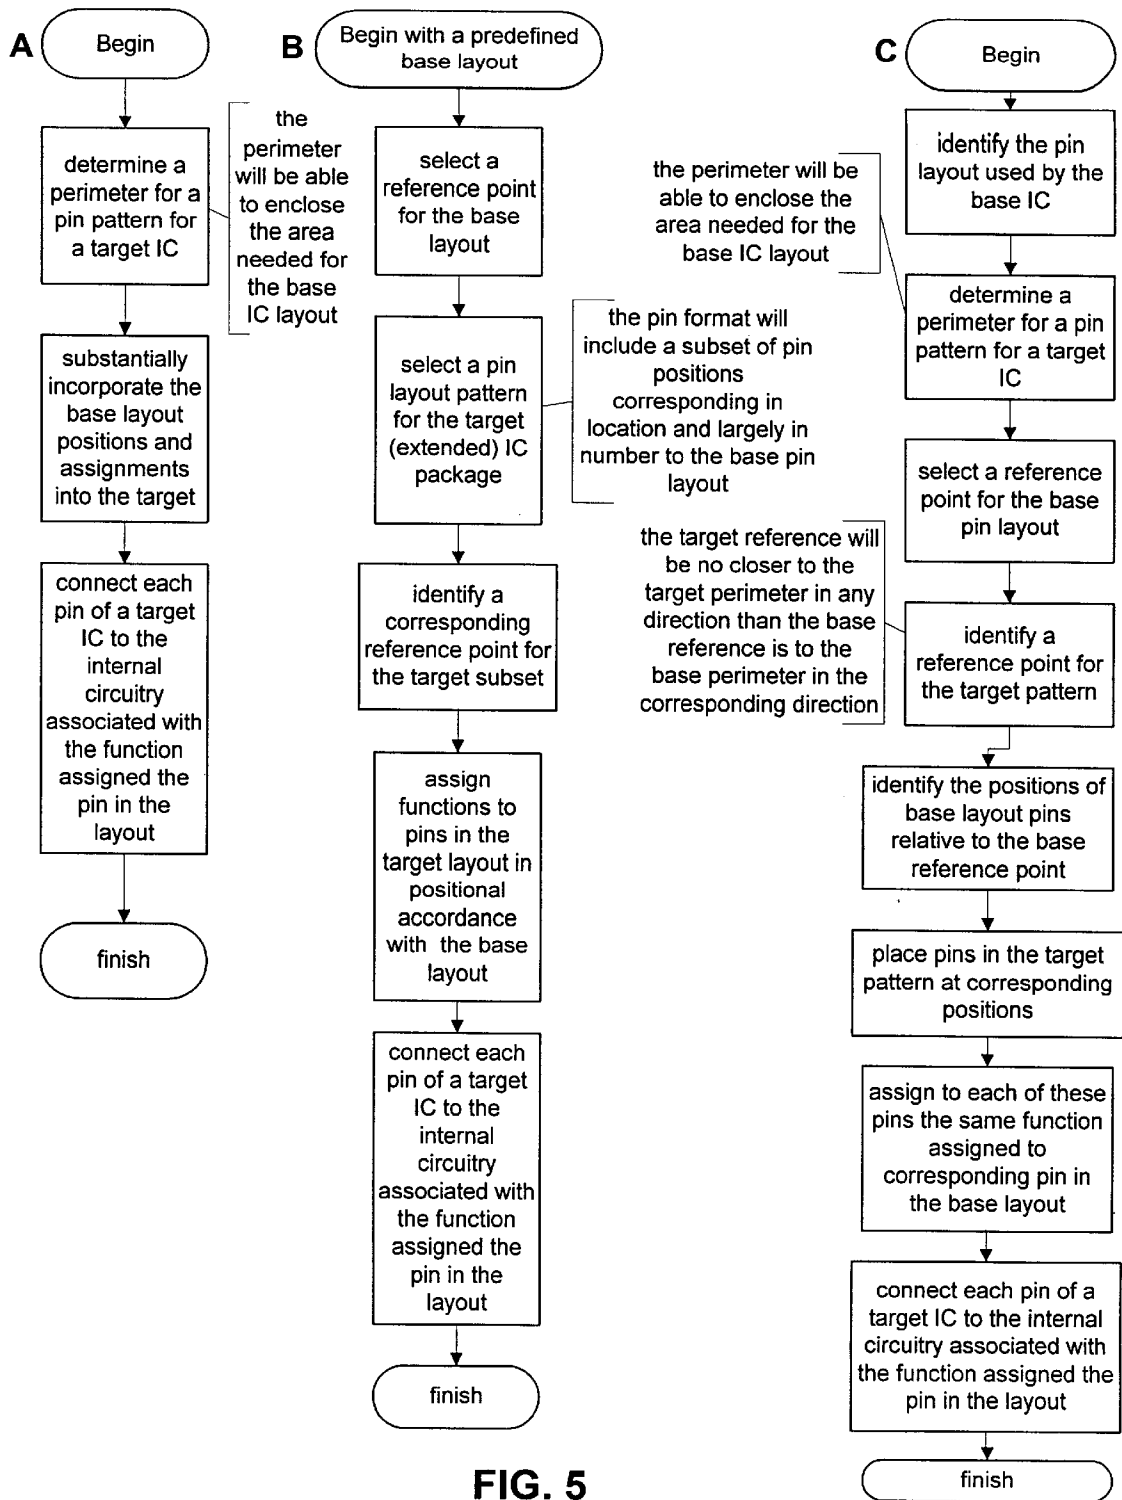 A
Begin
determine a
perimeter for a
pin pattern for
a target IC
the
perimeter
will be able
to enclose
the area
needed for
the base
IC layout
substantially
incorporate the
base layout
positions and
assignments
into the target
connect each
pin of a target
IC to the
internal
circuitry
associated with
the function
assigned the
pin in the
layout
finish
B
Begin with a predefined
base layout
select a
reference point
for the base
layout
select a pin
layout pattern
for the target
(extended) IC
package
the pin format will
include a subset of pin
positions
corresponding in
location and largely in
number to the base pin
layout
identify a
corresponding
reference point for
the target subset
assign
functions to
pins in the
target layout in
positional
accordance
with the base
layout
connect each
pin of a target
IC to the
internal
circuitry
associated with
the function
assigned the
pin in the
layout
finish
C
Begin
identify the pin
layout used by the
base IC
the perimeter will be
able to enclose the
area needed for the
base IC layout
determine a
perimeter for a pin
pattern for a target
IC
select a reference
point for the base
pin layout
the target reference will
be no closer to the
target perimeter in any
direction than the base
reference is to the
base perimeter in the
corresponding direction
identify a
reference point for
the target pattern
identify the positions of
base layout pins
relative to the base
reference point
place pins in the target
pattern at corresponding
positions
assign to each of these
pins the same function
assigned to
corresponding pin in
the base layout
connect each pin of a
target IC to the internal
circuitry associated with
the function assigned the
pin in the layout
finish
FIG. 5